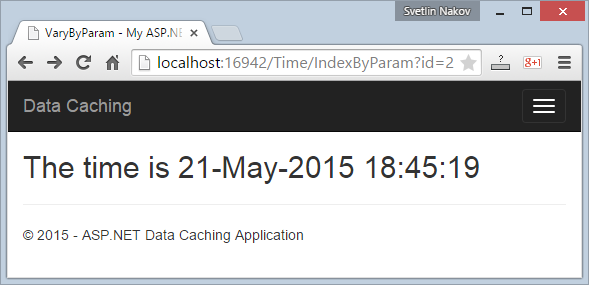 Svetlin Nakov
VaryByParam - My ASP.NE
localhost:16942/Time/IndexByParam?id=2
?
g+1
Data Caching
The time is 21-May-2015 18:45:19
© 2015 - ASP.NET Data Caching Application